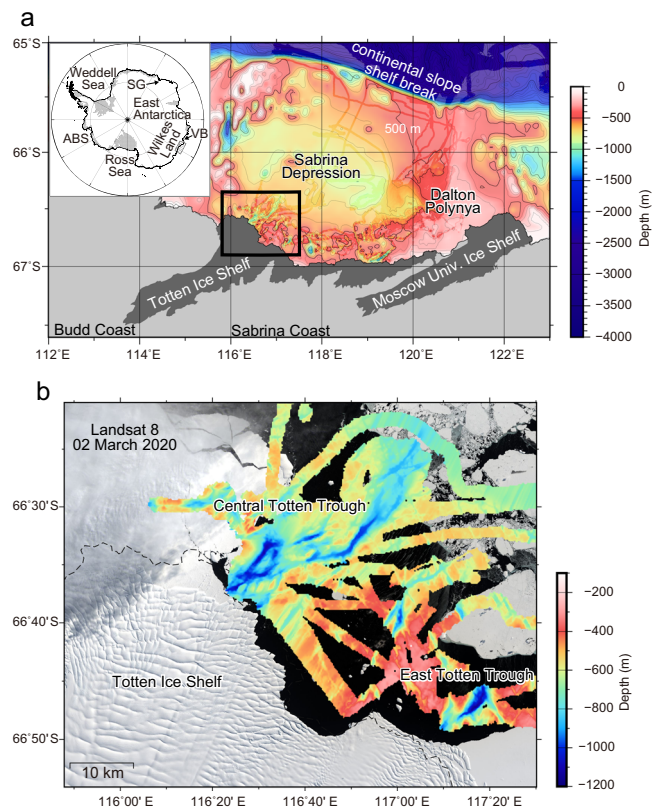 a
65°S
66°S
67°S
112°E
114°E
116°E
118°E
120°E
122°E
Weddell
Sea
SG
East
Antarctica
ABS
Ross
Sea
Wilkes
Land
VB
continental slope
shelf break
500 m
Sabrina
Depression
Dalton
Polynya
Totten Ice Shelf
Moscow Univ. Ice Shelf
Budd Coast
Sabrina Coast
0
−500
−1000
−1500
−2000
−2500
−3000
−3500
−4000
Depth (m)
b
Landsat 8
02 March 2020
66°30'S
66°40'S
66°50'S
Central Totten Trough
East Totten Trough
Totten Ice Shelf
10 km
116°00'E
116°20'E
116°40'E
117°00'E
117°20'E
−200
−400
−600
−800
−1000
−1200
Depth (m)